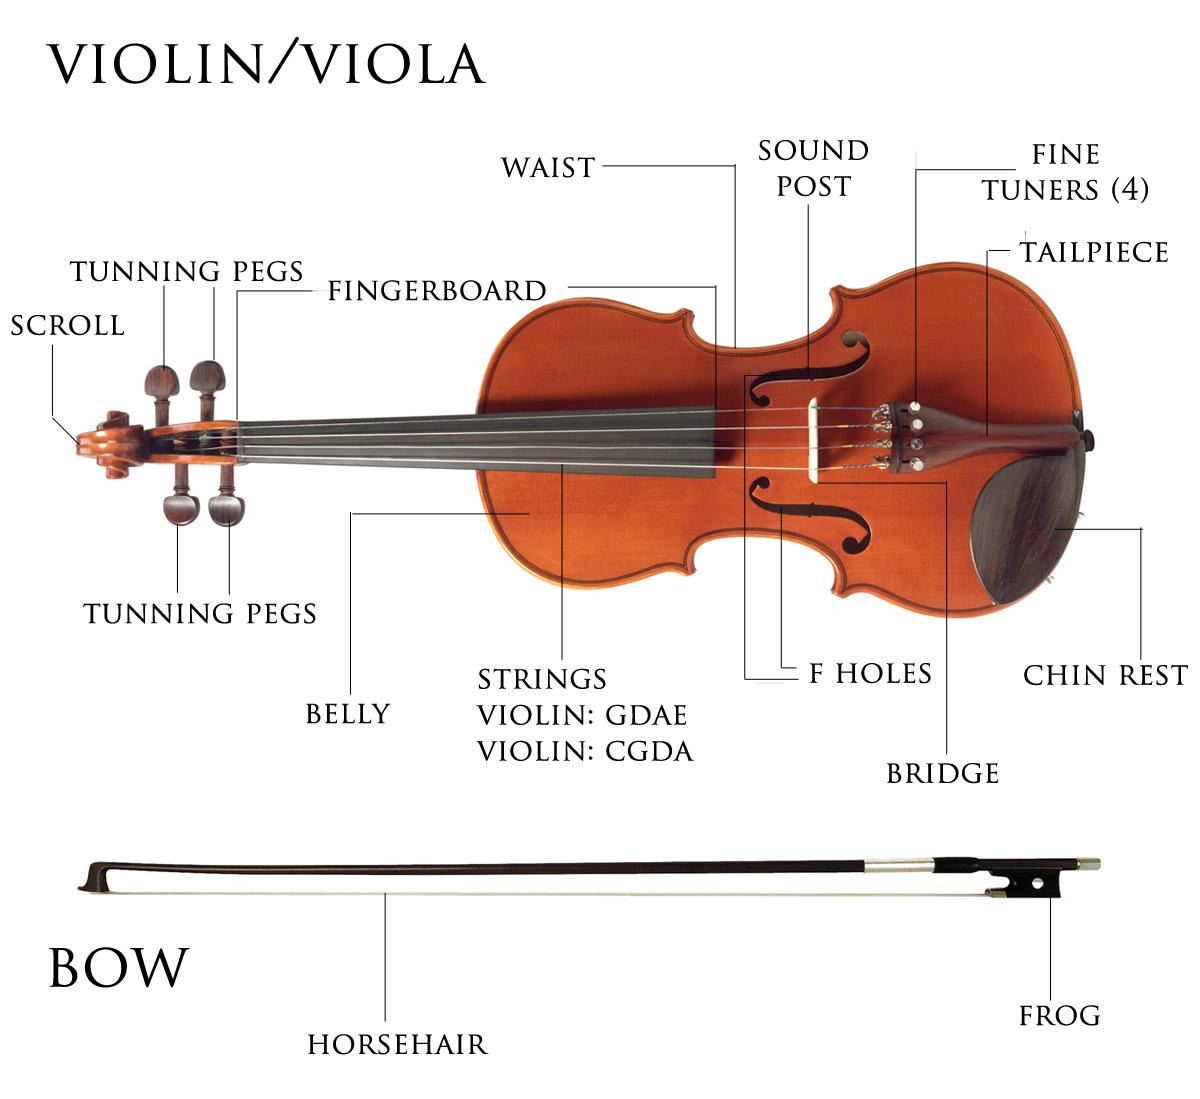 VIOLIN/VIOLA
WAIST
SOUND
POST
FINE
TUNERS (4)
TAILPIECE
TUNNING PEGS
FINGERBOARD
SCROLL
TUNNING PEGS
BELLY
STRINGS
VIOLIN: GDAE
VIOLIN: CGDA
F HOLES
CHIN REST
BRIDGE
BOW
HORSEHAIR
FROG